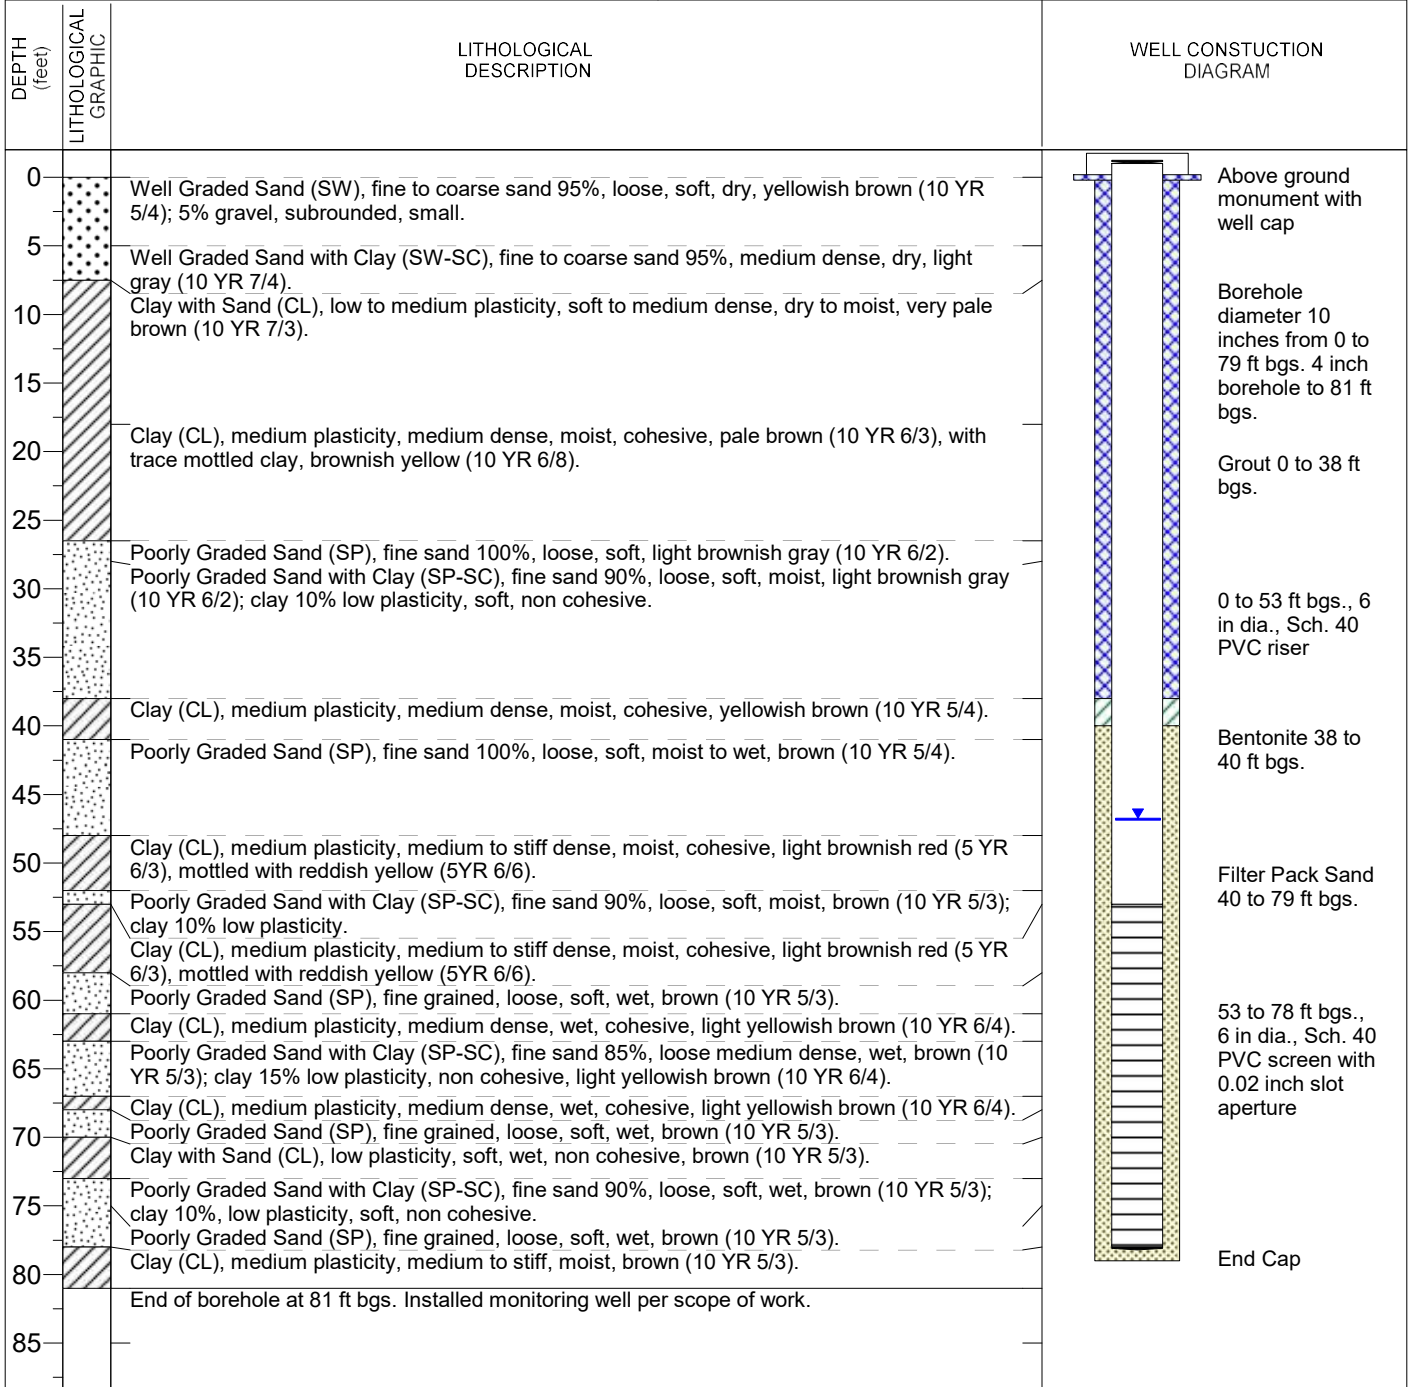 DEPTH
(feet)
LITHOLOGICAL
GRAPHIC
LITHOLOGICAL
DESCRIPTION
WELL CONSTUCTION
DIAGRAM
0
5
10
15
20
25
30
35
40
45
50
55
60
65
70
75
80
85
Well Graded Sand (SW), fine to coarse sand 95%, loose, soft, dry, yellowish brown (10 YR
5/4); 5% gravel, subrounded, small.
Well Graded Sand with Clay (SW-SC), fine to coarse sand 95%, medium dense, dry, light
gray (10 YR 7/4).
Clay with Sand (CL), low to medium plasticity, soft to medium dense, dry to moist, very pale
brown (10 YR 7/3).
Clay (CL), medium plasticity, medium dense, moist, cohesive, pale brown (10 YR 6/3), with
trace mottled clay, brownish yellow (10 YR 6/8).
Poorly Graded Sand (SP), fine sand 100%, loose, soft, light brownish gray (10 YR 6/2).
Poorly Graded Sand with Clay (SP-SC), fine sand 90%, loose, soft, moist, light brownish gray
(10 YR 6/2); clay 10% low plasticity, soft, non cohesive.
Clay (CL), medium plasticity, medium dense, moist, cohesive, yellowish brown (10 YR 5/4).
Poorly Graded Sand (SP), fine sand 100%, loose, soft, moist to wet, brown (10 YR 5/4).
Clay (CL), medium plasticity, medium to stiff dense, moist, cohesive, light brownish red (5 YR
6/3), mottled with reddish yellow (5YR 6/6).
Poorly Graded Sand with Clay (SP-SC), fine sand 90%, loose, soft, moist, brown (10 YR 5/3);
clay 10% low plasticity.
Clay (CL), medium plasticity, medium to stiff dense, moist, cohesive, light brownish red (5 YR
6/3), mottled with reddish yellow (5YR 6/6).
Poorly Graded Sand (SP), fine grained, loose, soft, wet, brown (10 YR 5/3).
Clay (CL), medium plasticity, medium dense, wet, cohesive, light yellowish brown (10 YR 6/4).
Poorly Graded Sand with Clay (SP-SC), fine sand 85%, loose medium dense, wet, brown (10
YR 5/3); clay 15% low plasticity, non cohesive, light yellowish brown (10 YR 6/4).
Clay (CL), medium plasticity, medium dense, wet, cohesive, light yellowish brown (10 YR 6/4).
Poorly Graded Sand (SP), fine grained, loose, soft, wet, brown (10 YR 5/3).
Clay with Sand (CL), low plasticity, soft, wet, non cohesive, brown (10 YR 5/3).
Poorly Graded Sand with Clay (SP-SC), fine sand 90%, loose, soft, wet, brown (10 YR 5/3);
clay 10%, low plasticity, soft, non cohesive.
Poorly Graded Sand (SP), fine grained, loose, soft, wet, brown (10 YR 5/3).
Clay (CL), medium plasticity, medium to stiff, moist, brown (10 YR 5/3).
End of borehole at 81 ft bgs. Installed monitoring well per scope of work.
Above ground
monument with
well cap
Borehole
diameter 10
inches from 0 to
79 ft bgs. 4 inch
borehole to 81 ft
bgs.
Grout 0 to 38 ft
bgs.
0 to 53 ft bgs., 6
in dia., Sch. 40
PVC riser
Bentonite 38 to
40 ft bgs.
Filter Pack Sand
40 to 79 ft bgs.
53 to 78 ft bgs.,
6 in dia., Sch. 40
PVC screen with
0.02 inch slot
aperture
End Cap